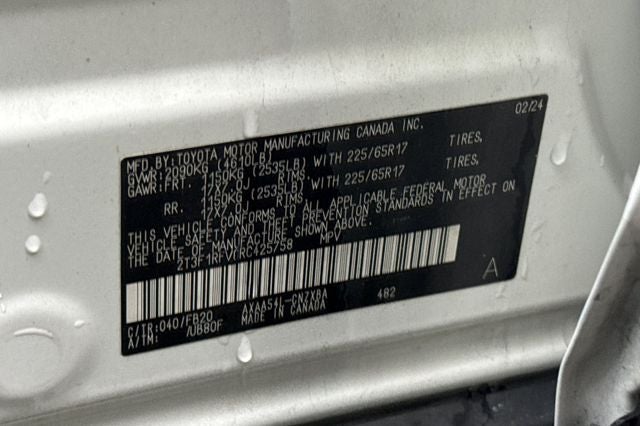 02/24
MFD.BY:TOYOTA MOTOR MANUFACTURING CANADA INC.
GVWR:2090KG (4610LB)
GAWR:FRT. 1150KG (2535LB) WITH 225/65R17 TIRES,
17X7.0J RIMS
RR. 1150KG (2535LB) WITH 225/65R17 TIRES,
17X7.0J RIMS
THIS VEHICLE CONFORMS TO ALL APPLICABLE FEDERAL MOTOR
VEHICLE SAFETY AND THEFT PREVENTION STANDARDS IN EFFECT ON
THE DATE OF MANUFACTURE SHOWN ABOVE.
MPV
A
C/TR:040/FB20 AXAA54L-CNZXBA 482
A/TM: /UB80F MADE IN CANADA